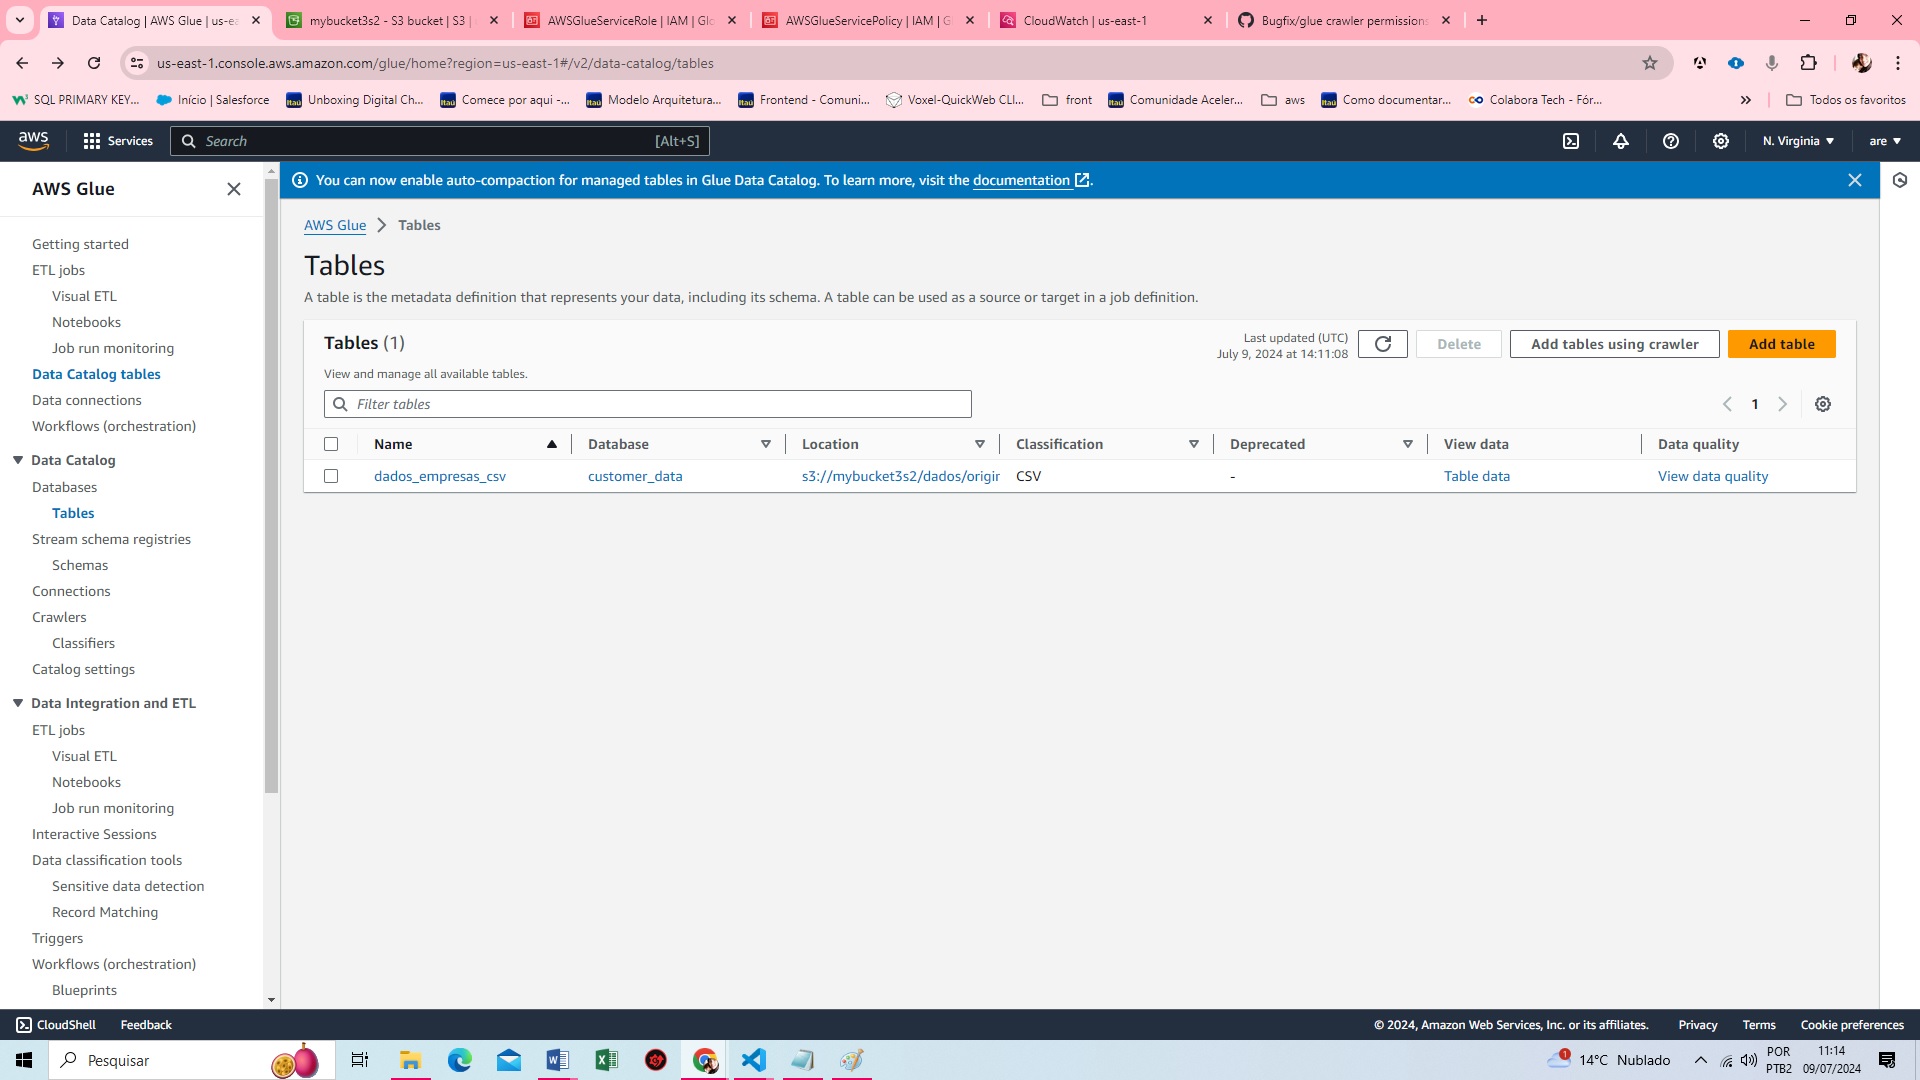 Data Catalog | AWS Glue | us-ea
mybucket3s2 - S3 bucket | S3 |
AWSGlueServiceRole | IAM | Glo
AWSGlueServicePolicy | IAM | G
CloudWatch | us-east-1
Bugfix/glue crawler permissions
us-east-1.console.aws.amazon.com/glue/home?region=us-east-1#/v2/data-catalog/tables
SQL PRIMARY KEY...
Início | Salesforce
Unboxing Digital Ch...
Comece por aqui -...
Modelo Arquitetura...
Frontend - Comuni...
Voxel-QuickWeb CLI...
front
Comunidade Aceler...
aws
Como documentar...
Colabora Tech - Fór...
Todos os favoritos
aws
Services
Search
[Alt+S]
N. Virginia
are
AWS Glue
Getting started
ETL jobs
Visual ETL
Notebooks
Job run monitoring
Data Catalog tables
Data connections
Workflows (orchestration)
Data Catalog
Databases
Tables
Stream schema registries
Schemas
Connections
Crawlers
Classifiers
Catalog settings
Data Integration and ETL
ETL jobs
Visual ETL
Notebooks
Job run monitoring
Interactive Sessions
Data classification tools
Sensitive data detection
Record Matching
Triggers
Workflows (orchestration)
Blueprints
You can now enable auto-compaction for managed tables in Glue Data Catalog. To learn more, visit the documentation.
AWS Glue > Tables
Tables
A table is the metadata definition that represents your data, including its schema. A table can be used as a source or target in a job definition.
Tables (1)
View and manage all available tables.
Last updated (UTC)
July 9, 2024 at 14:11:08
Delete
Add tables using crawler
Add table
Filter tables
1
Name Database Location Classification Deprecated View data Data quality
dados_empresas_csv customer_data s3://mybucket3s2/dados/origin CSV - Table data View data quality
CloudShell
Feedback
© 2024, Amazon Web Services, Inc. or its affiliates.
Privacy
Terms
Cookie preferences
Pesquisar
1
14°C Nublado
POR
PTB2
11:14
09/07/2024